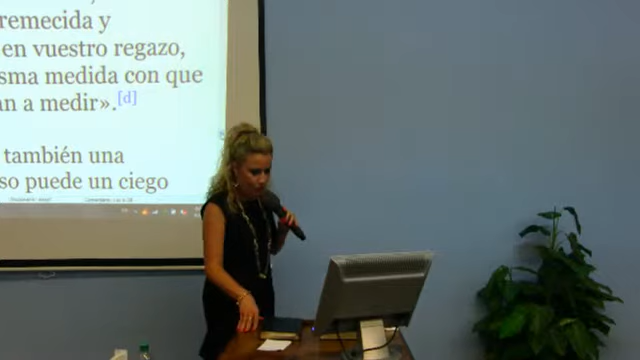 remecida y
en vuestro regazo,
sma medida con que
an a medir».[d]
también una
so puede un ciego